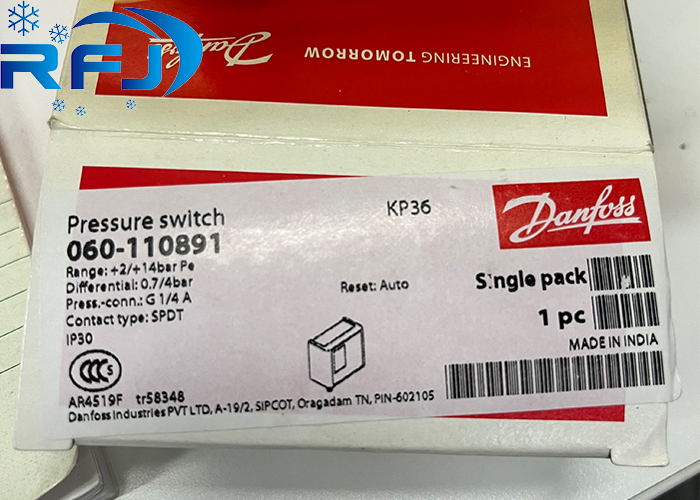 RFJ
Danfoss
ENGINEERING TOMORROW
Pressure switch
KP36
Danfoss
060-110891
Range: +2/+14bar Pe
Differential: 0.7/4bar
Reset: Auto
Single pack
Press.-conn.: G 1/4 A
Contact type: SPDT
1 pc
IP30
MADE IN INDIA
CCC S
AR4519F tr58348
Danfoss Industries PVT LTD, A-19/2, SIPCOT, Oragadam TN, PIN-602105